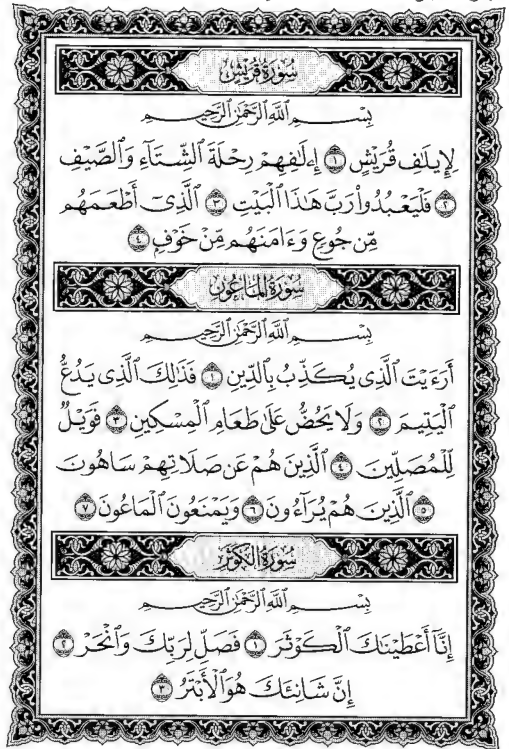 سُورَةُ قُرَيْشٍ
بِسْمِ ٱللَّهِ ٱلرَّحْمَٰنِ ٱلرَّحِيمِ
لِإِيلَٰفِ قُرَيْشٍ ١ إِۦلَٰفِهِمْ رِحْلَةَ ٱلشِّتَآءِ وَٱلصَّيْفِ
٢ فَلْيَعْبُدُوا۟ رَبَّ هَٰذَا ٱلْبَيْتِ ٣ ٱلَّذِىٓ أَطْعَمَهُم
مِّن جُوعٍ وَءَامَنَهُم مِّنْ خَوْفٍۭ ٤
سُورَةُ المَاعُونِ
بِسْمِ ٱللَّهِ ٱلرَّحْمَٰنِ ٱلرَّحِيمِ
أَرَءَيْتَ ٱلَّذِى يُكَذِّبُ بِٱلدِّينِ ١ فَذَٰلِكَ ٱلَّذِى يَدُعُّ
ٱلْيَتِيمَ ٢ وَلَا يَحُضُّ عَلَىٰ طَعَامِ ٱلْمِسْكِينِ ٣ فَوَيْلٌ
لِّلْمُصَلِّينَ ٤ ٱلَّذِينَ هُمْ عَن صَلَاتِهِمْ سَاهُونَ
٥ ٱلَّذِينَ هُمْ يُرَآءُونَ ٦ وَيَمْنَعُونَ ٱلْمَاعُونَ ٧
سُورَةُ الكَوْثَرِ
بِسْمِ ٱللَّهِ ٱلرَّحْمَٰنِ ٱلرَّحِيمِ
إِنَّآ أَعْطَيْنَٰكَ ٱلْكَوْثَرَ ١ فَصَلِّ لِرَبِّكَ وَٱنْحَرْ ٢
إِنَّ شَانِئَكَ هُوَ ٱلْأَبْتَرُ ٣